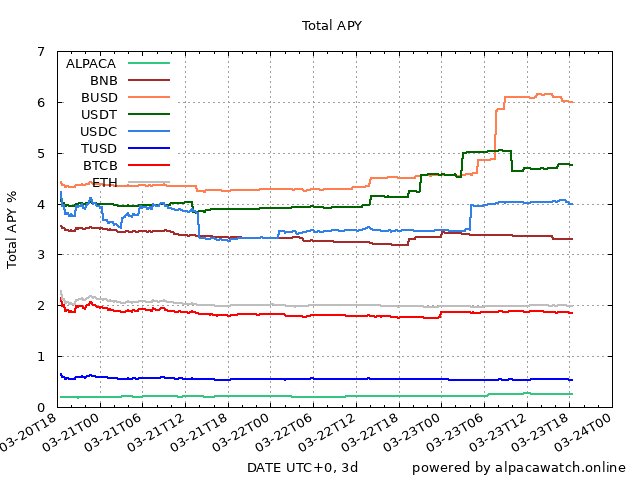 Total APY
7
6
5
4
3
2
1
0
Total APY %
ALPACA
BNB
BUSD
USDT
USDC
TUSD
BTCB
ETH
03-20T18
03-21T00
03-21T06
03-21T12
03-21T18
03-22T00
03-22T06
03-22T12
03-22T18
03-23T00
03-23T06
03-23T12
03-23T18
03-24T00
DATE UTC+0, 3d
powered by alpacawatch.online